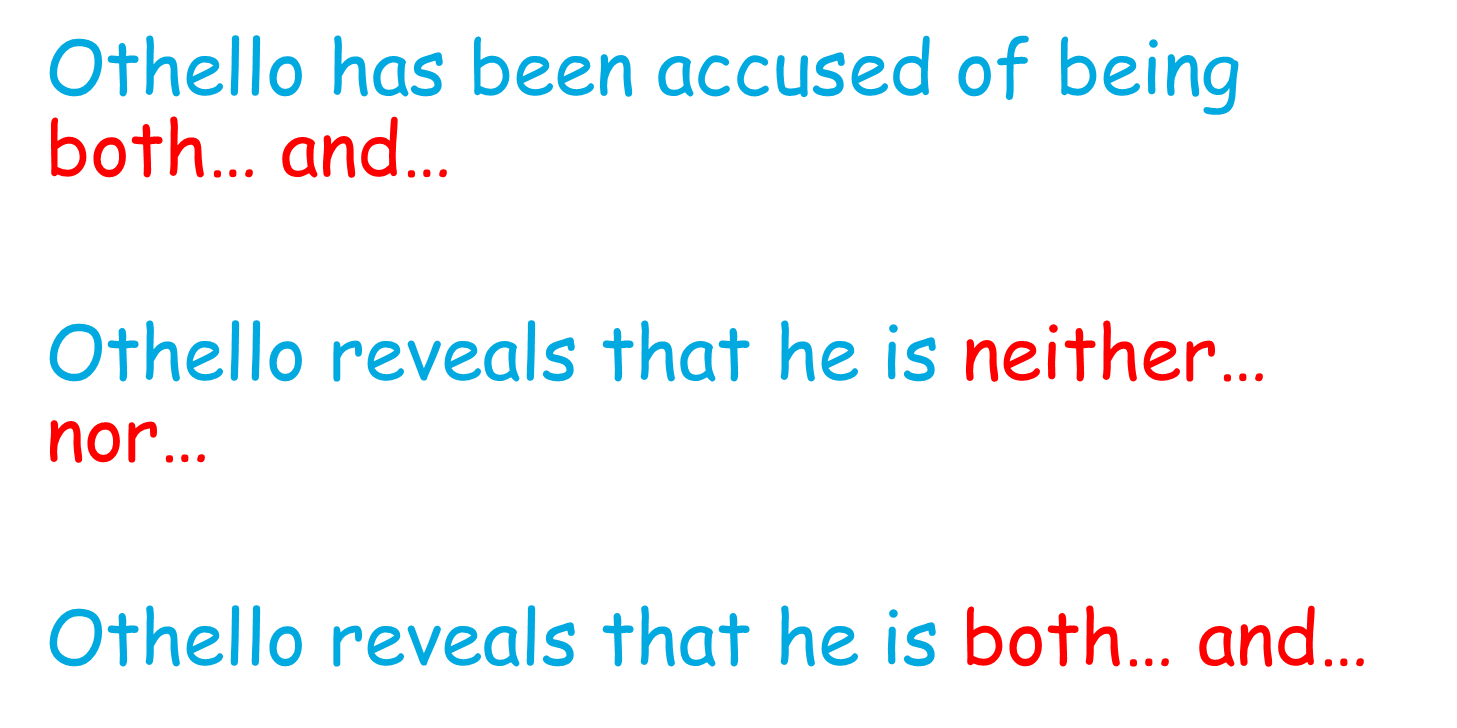 Othello has been accused of being
both… and…
Othello reveals that he is neither…
nor…
Othello reveals that he is both… and…